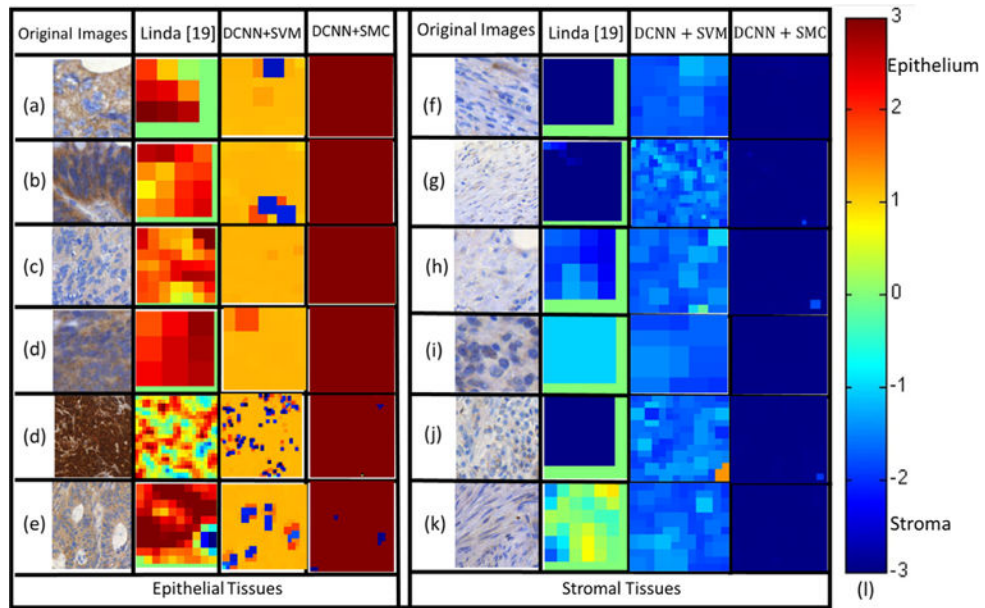 Original Images Linda [19] DCNN+SVM DCNN+SMC Original Images Linda [19] DCNN + SVM DCNN + SMC
(a) (f)
(b) (g)
(c) (h)
(d) (i)
(d) (j)
(e) (k)
Epithelial Tissues Stromal Tissues
3
Epithelium
2
1
0
-1
-2
Stroma
-3
(l)